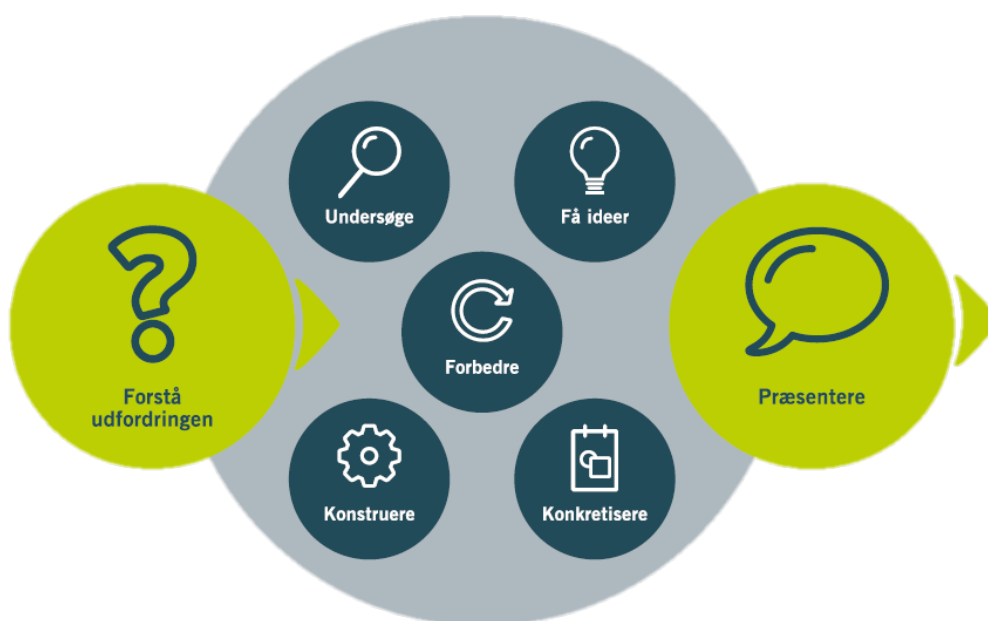 Undersøge
Få ideer
Forstå
udfordringen
Forbedre
Præsentere
Konstruere
Konkretisere